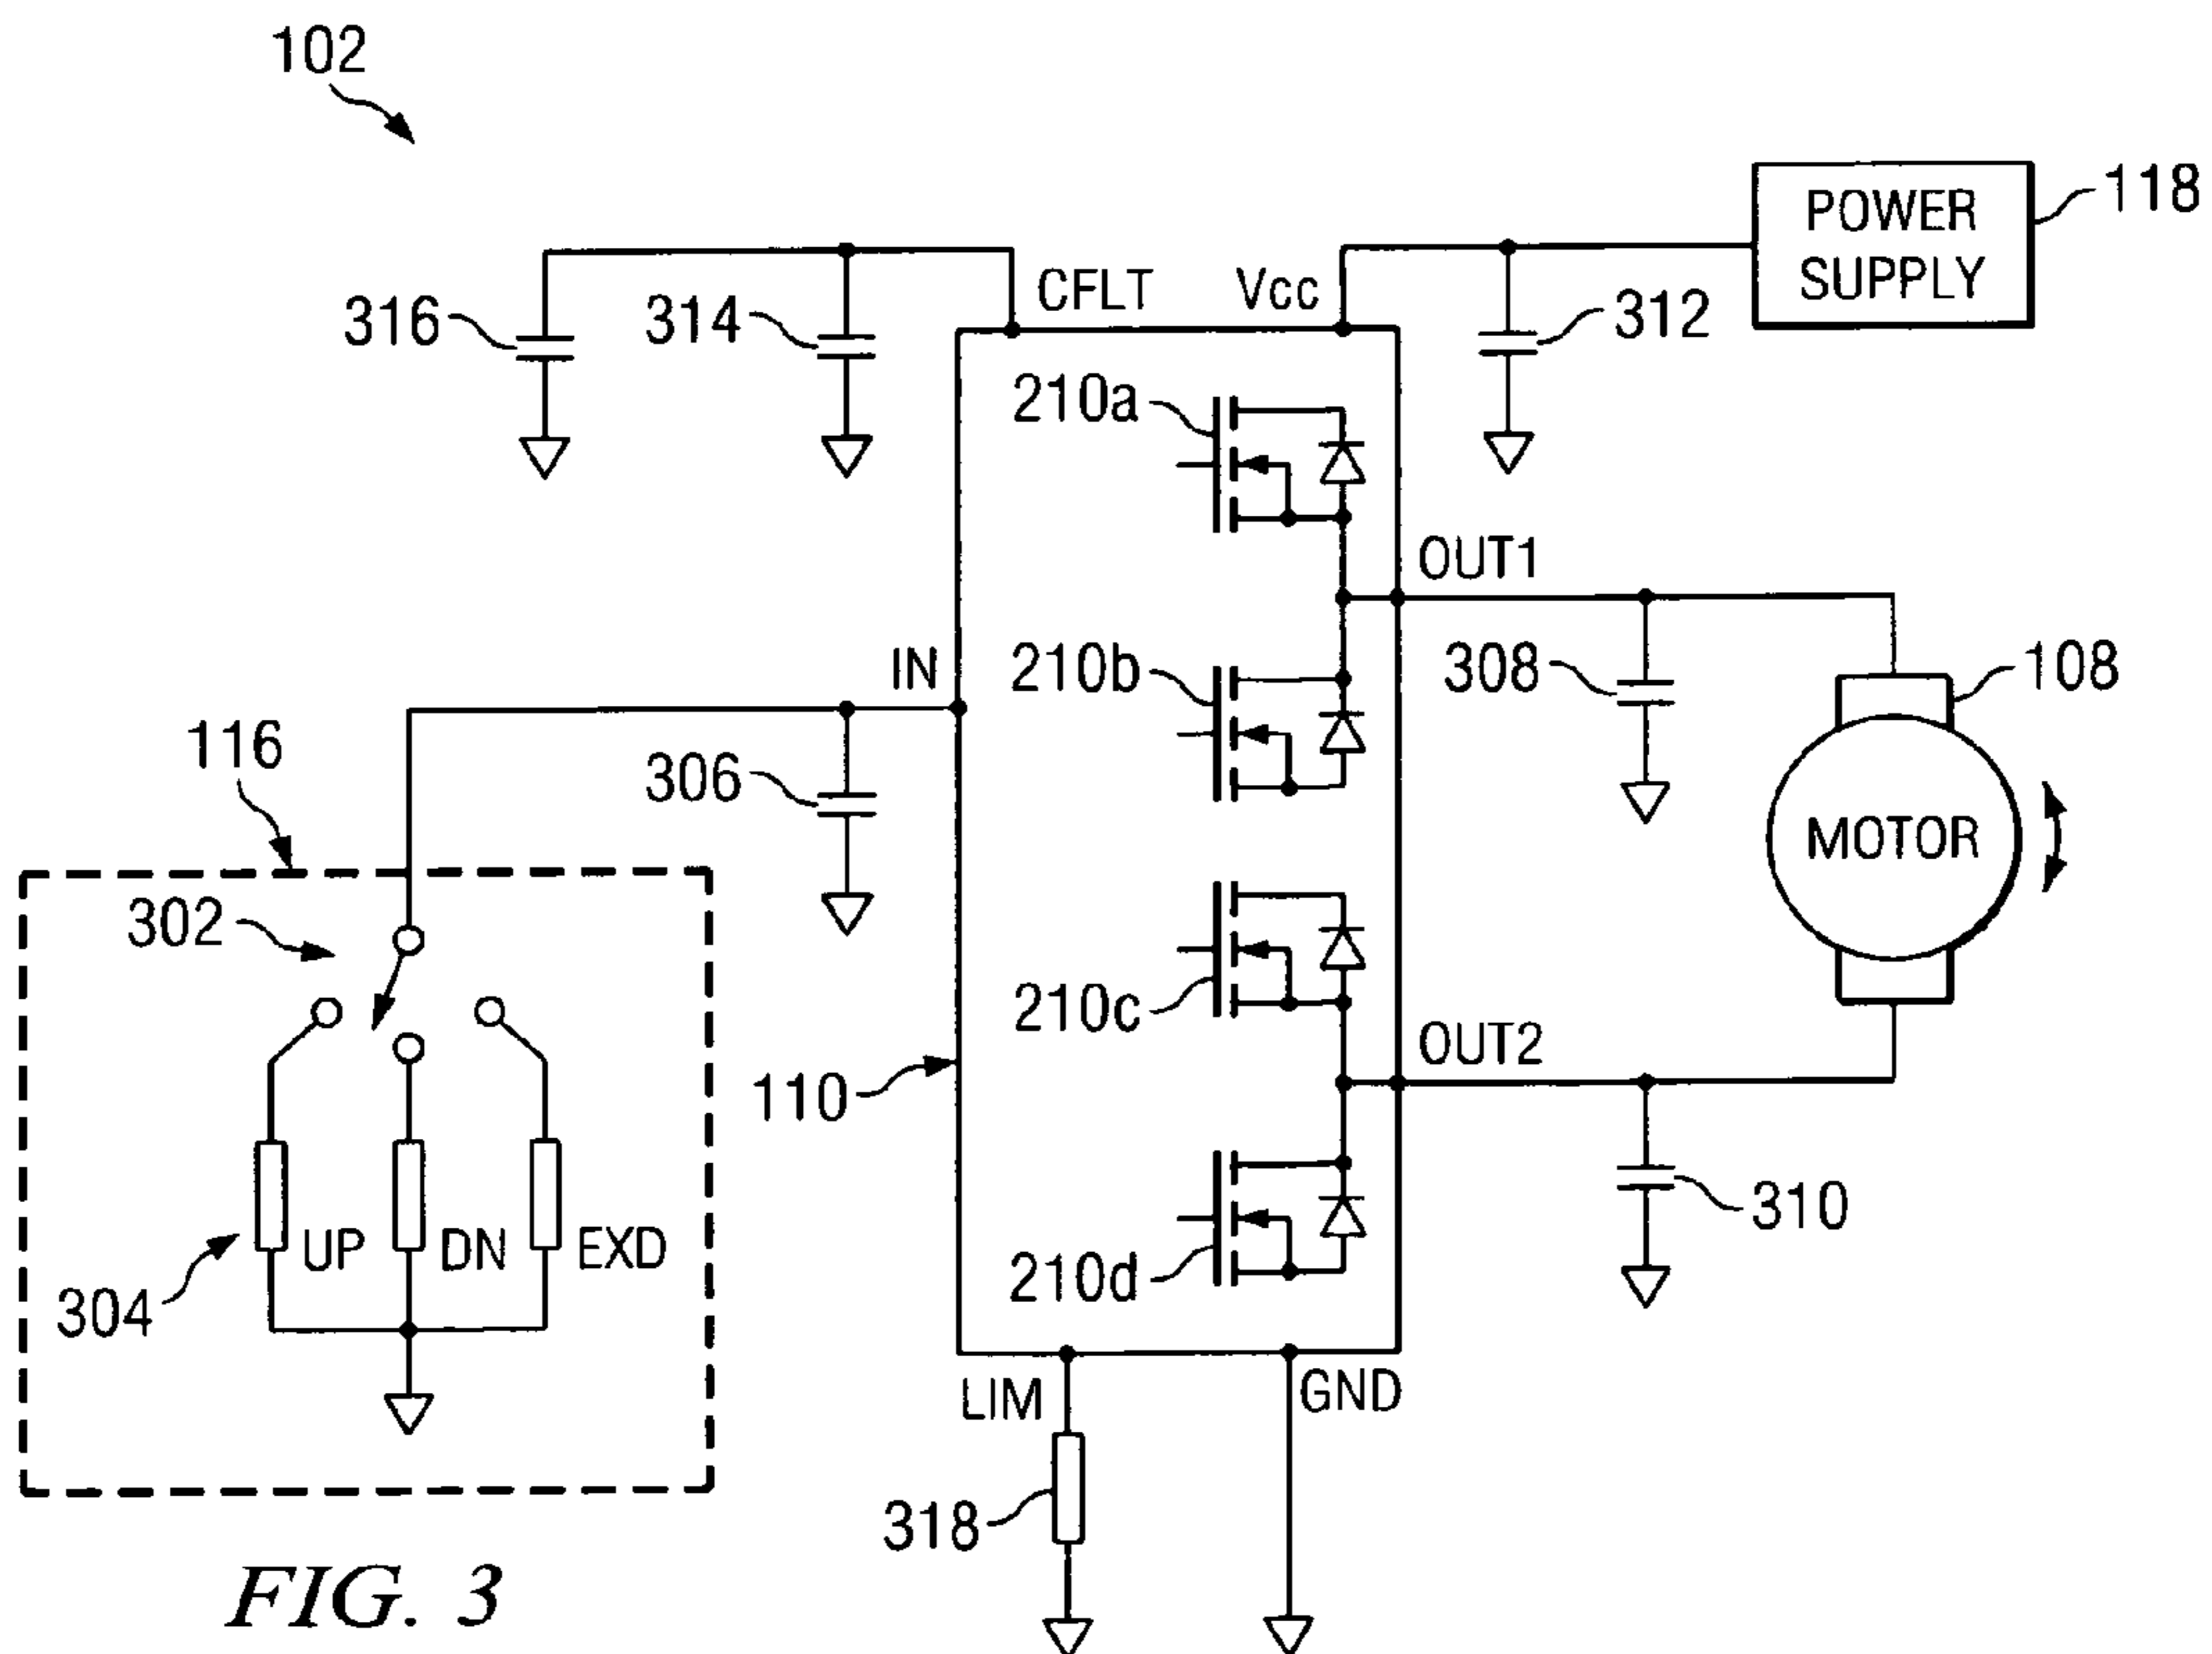 102
POWER
SUPPLY
118
CFLT
Vcc
316
314
312
210a
OUT1
IN
210b
308
108
116
306
MOTOR
302
210c
OUT2
110
UP
DN
EXD
304
210d
310
LIM
GND
318
FIG. 3